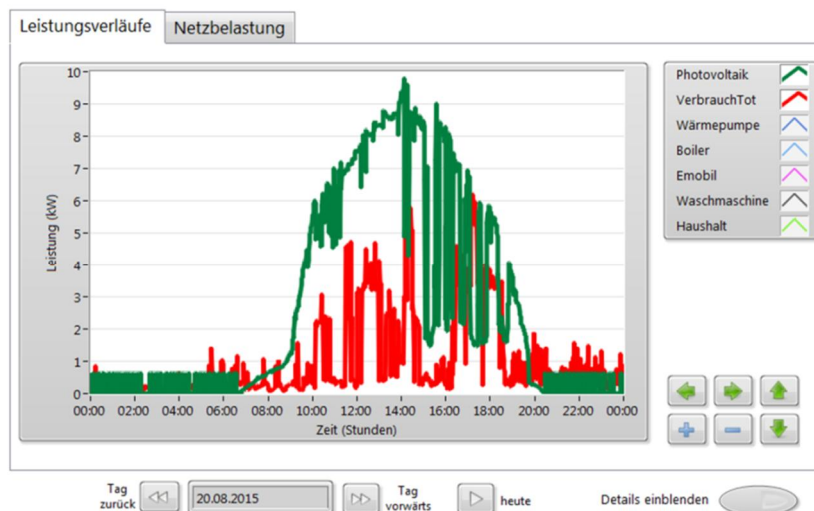 Leistungsverläufe
Netzbelastung
10
9
8
7
6
5
4
3
2
1
0
Leistung (kW)
00:00 02:00 04:00 06:00 08:00 10:00 12:00 14:00 16:00 18:00 20:00 22:00 00:00
Zeit (Stunden)
Photovoltaik
VerbrauchTot
Wärmepumpe
Boiler
Emobil
Waschmaschine
Haushalt
Tag
zurück
20.08.2015
Tag
vorwärts
heute
Details einblenden